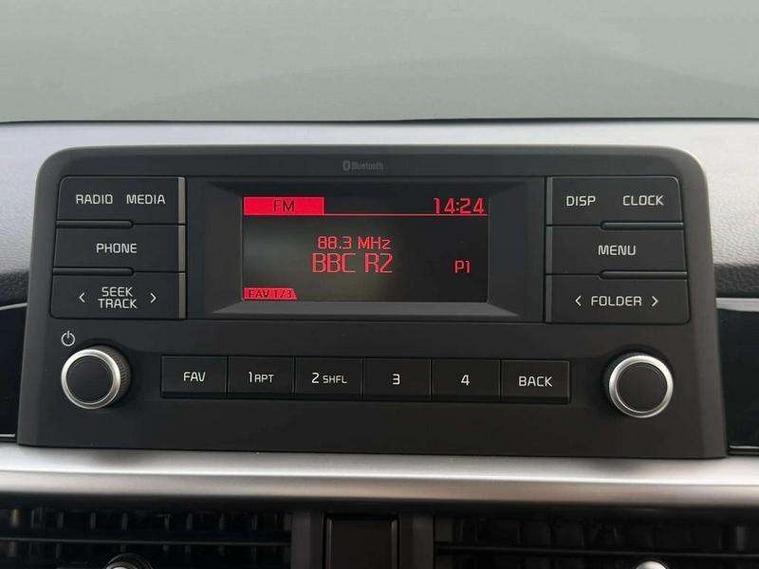 Bluetooth
RADIO MEDIA
PHONE
< SEEK TRACK >
FM 14:24
88.3 MHz
BBC R2 P1
FAV 1/3
DISP CLOCK
MENU
< FOLDER >
FAV 1 RPT 2 SHFL 3 4 BACK